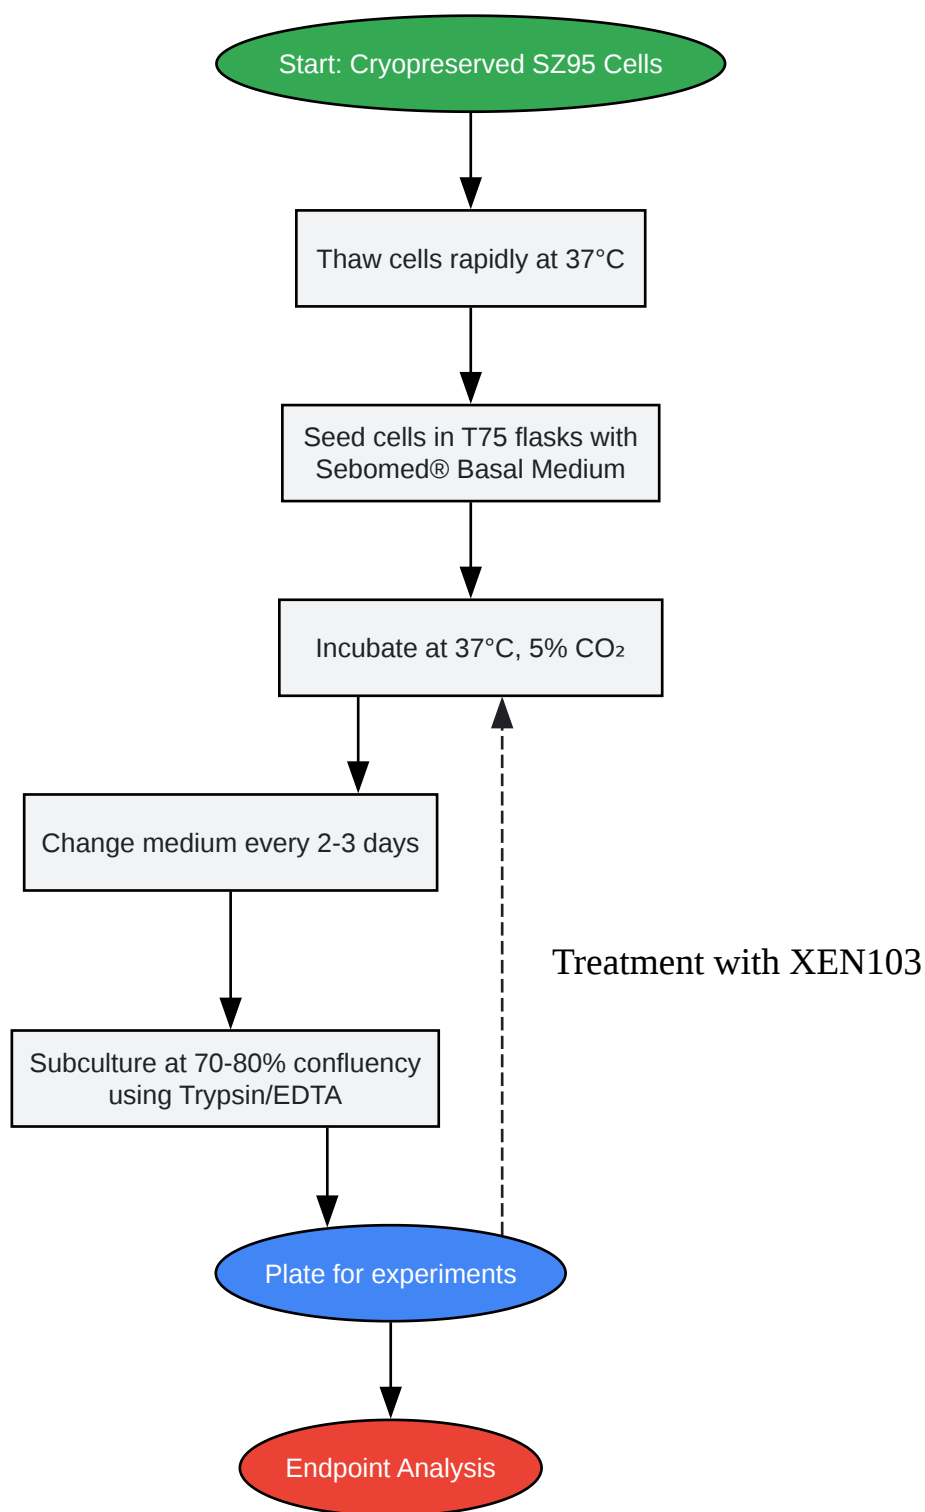 Start: Cryopreserved SZ95 Cells
Thaw cells rapidly at 37°C
Seed cells in T75 flasks with
Sebomed® Basal Medium
Incubate at 37°C, 5% CO₂
Change medium every 2-3 days
Treatment with XEN103
Subculture at 70-80% confluency
using Trypsin/EDTA
Plate for experiments
Endpoint Analysis